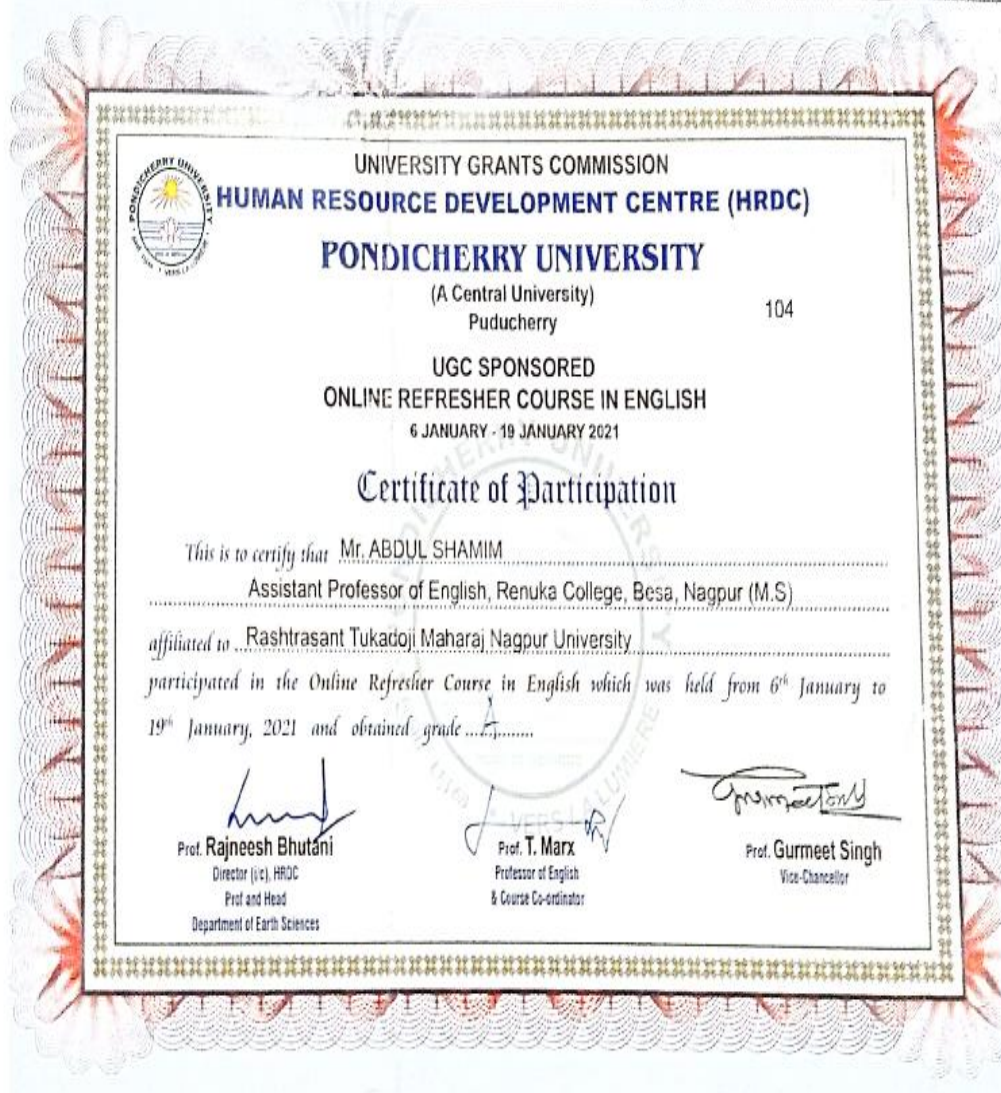 PONDICHERRY UNIVERSITY
VERS LA LUMIERE
UNIVERSITY GRANTS COMMISSION
HUMAN RESOURCE DEVELOPMENT CENTRE (HRDC)
PONDICHERRY UNIVERSITY
(A Central University)
104
Puducherry
UGC SPONSORED
ONLINE REFRESHER COURSE IN ENGLISH
6 JANUARY - 19 JANUARY 2021
Certificate of Participation
This is to certify that Mr. ABDUL SHAMIM
Assistant Professor of English, Renuka College, Besa, Nagpur (M.S)
affiliated to Rashtrasant Tukadoji Maharaj Nagpur University
participated in the Online Refresher Course in English which was held from 6th January to
19th January, 2021 and obtained grade ....A.......
Prof. Rajneesh Bhutani
Director (i/c), HRDC
Prof and Head
Department of Earth Sciences
Prof. T. Marx
Professor of English
& Course Co-ordinator
Prof. Gurmeet Singh
Vice-Chancellor